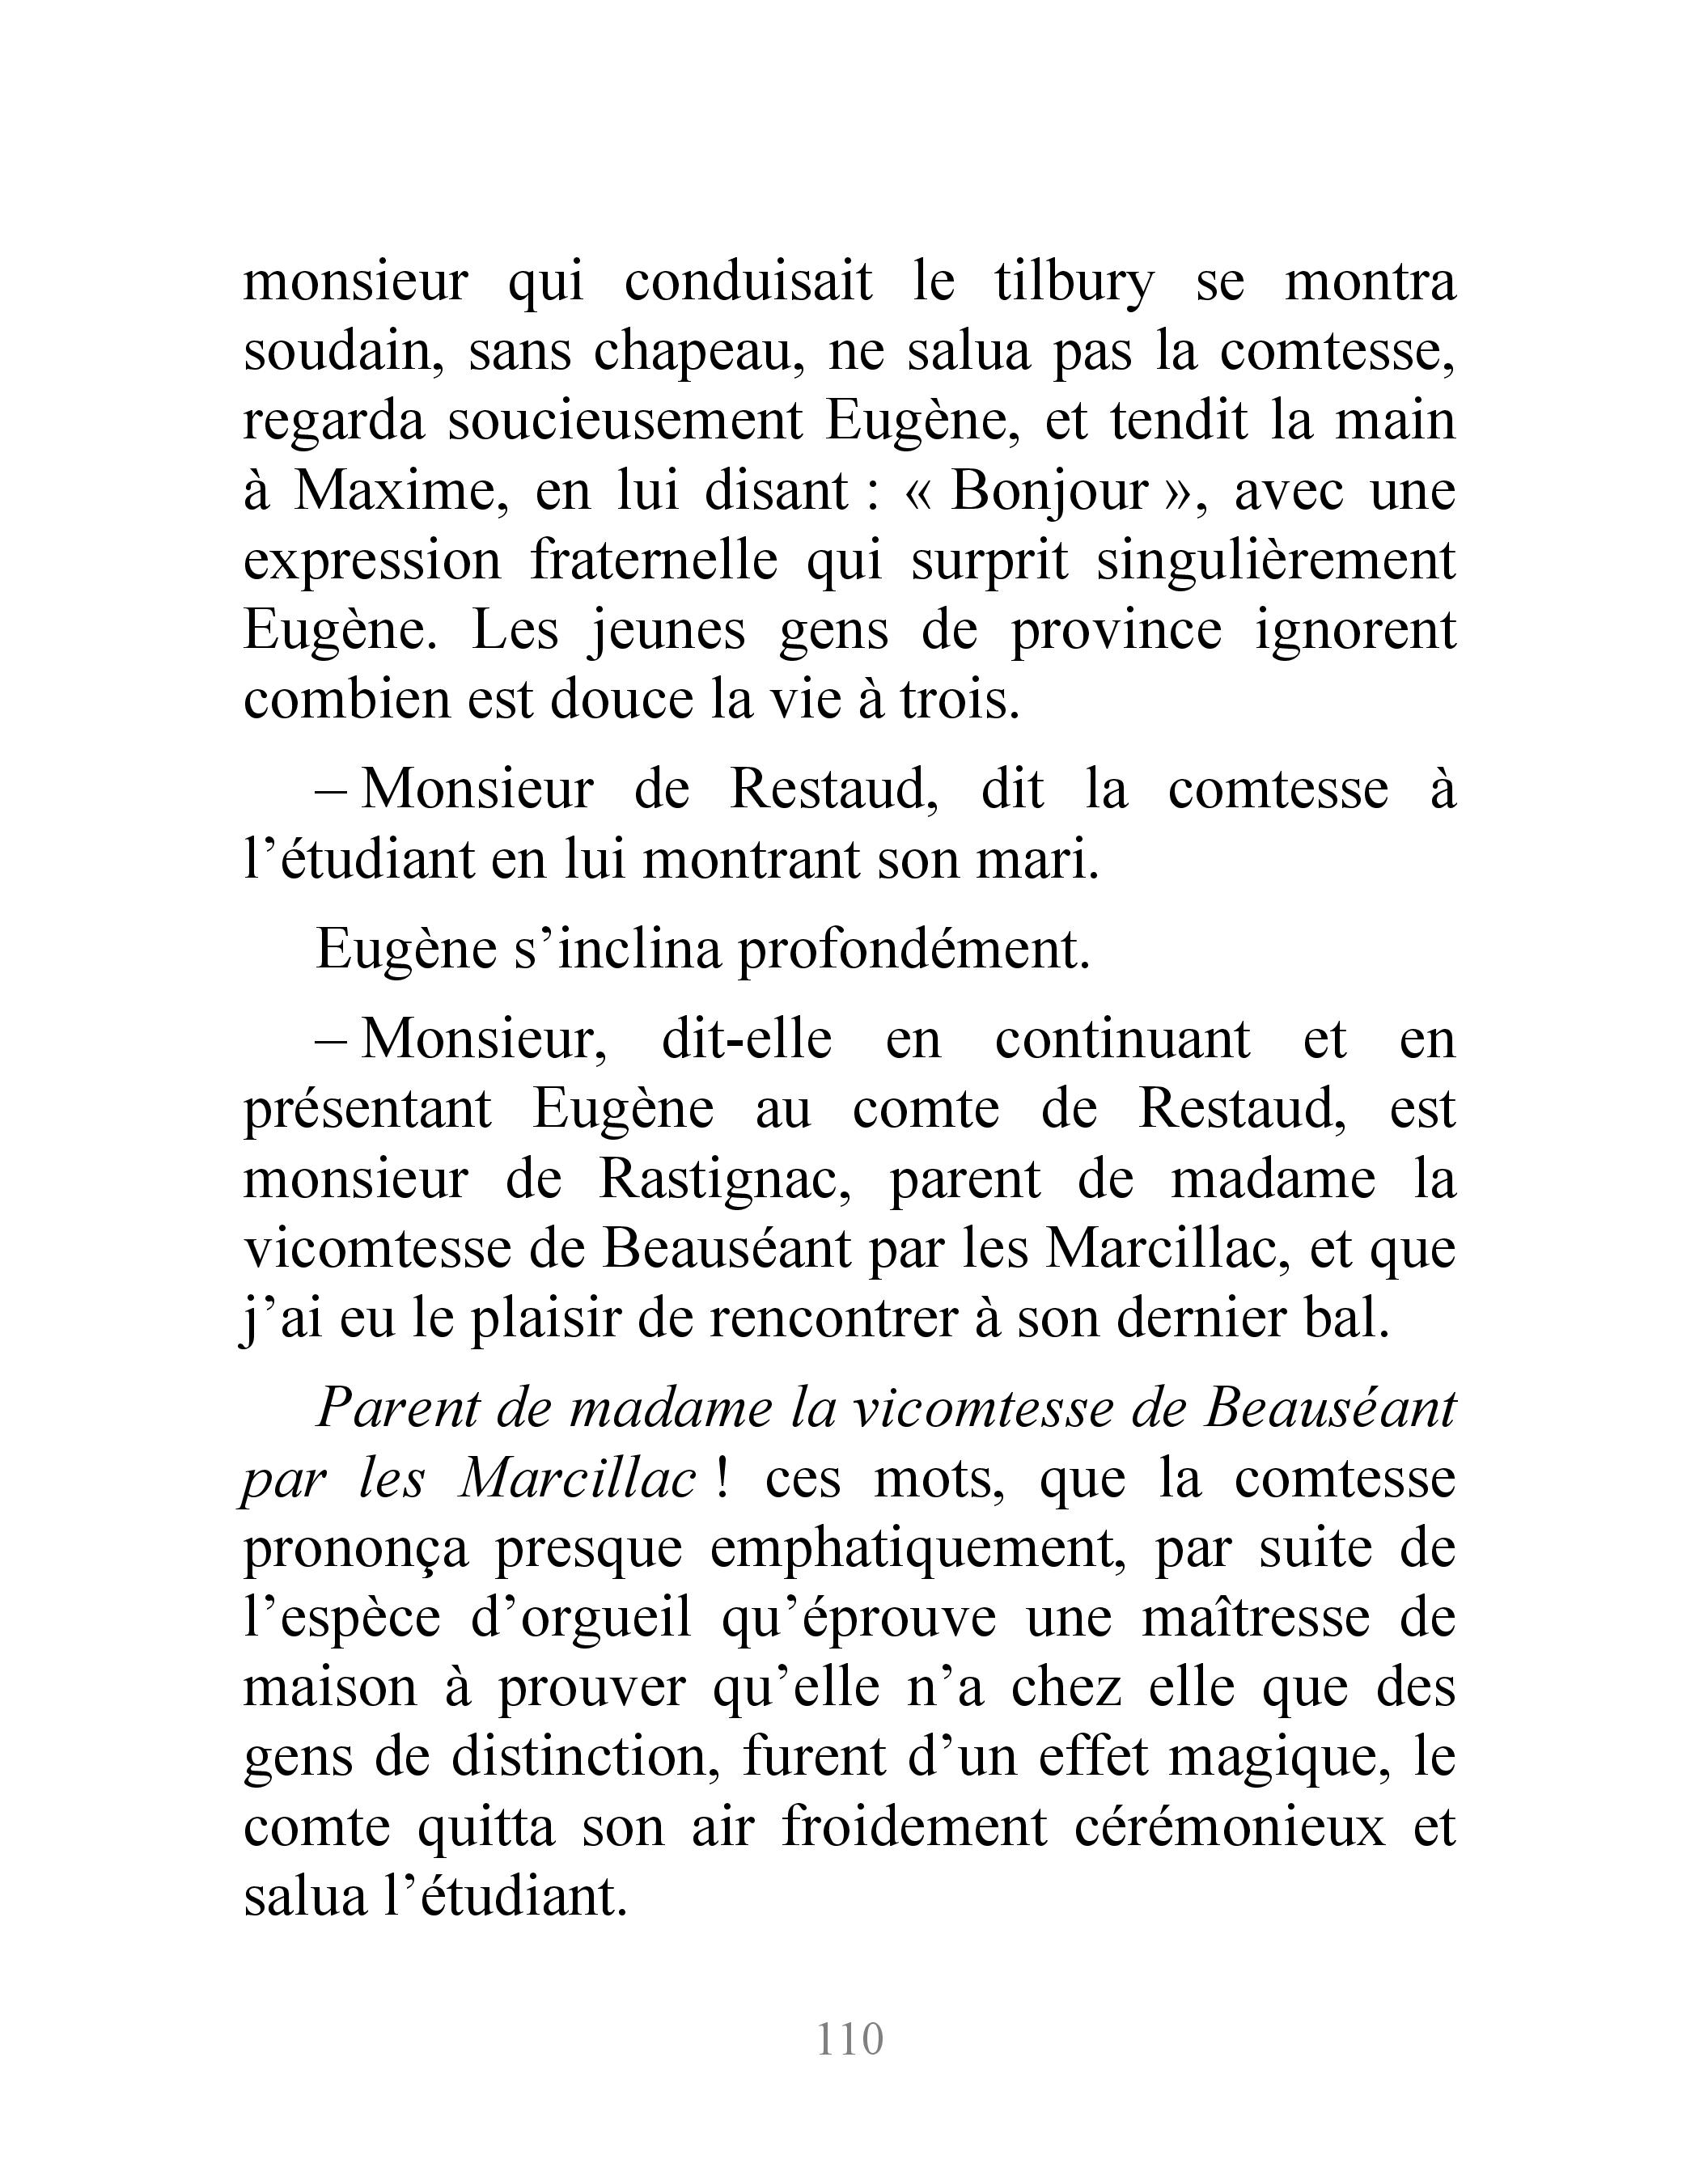 monsieur qui conduisait le tilbury se montra
soudain, sans chapeau, ne salua pas la comtesse,
regarda soucieusement Eugène, et tendit la main
à Maxime, en lui disant : « Bonjour », avec une
expression fraternelle qui surprit singulièrement
Eugène. Les jeunes gens de province ignorent
combien est douce la vie à trois.
– Monsieur de Restaud, dit la comtesse à
l’étudiant en lui montrant son mari.
Eugène s’inclina profondément.
– Monsieur, dit-elle en continuant et en
présentant Eugène au comte de Restaud, est
monsieur de Rastignac, parent de madame la
vicomtesse de Beauséant par les Marcillac, et que
j’ai eu le plaisir de rencontrer à son dernier bal.
Parent de madame la vicomtesse de Beauséant
par les Marcillac ! ces mots, que la comtesse
prononça presque emphatiquement, par suite de
l’espèce d’orgueil qu’éprouve une maîtresse de
maison à prouver qu’elle n’a chez elle que des
gens de distinction, furent d’un effet magique, le
comte quitta son air froidement cérémonieux et
salua l’étudiant.
110